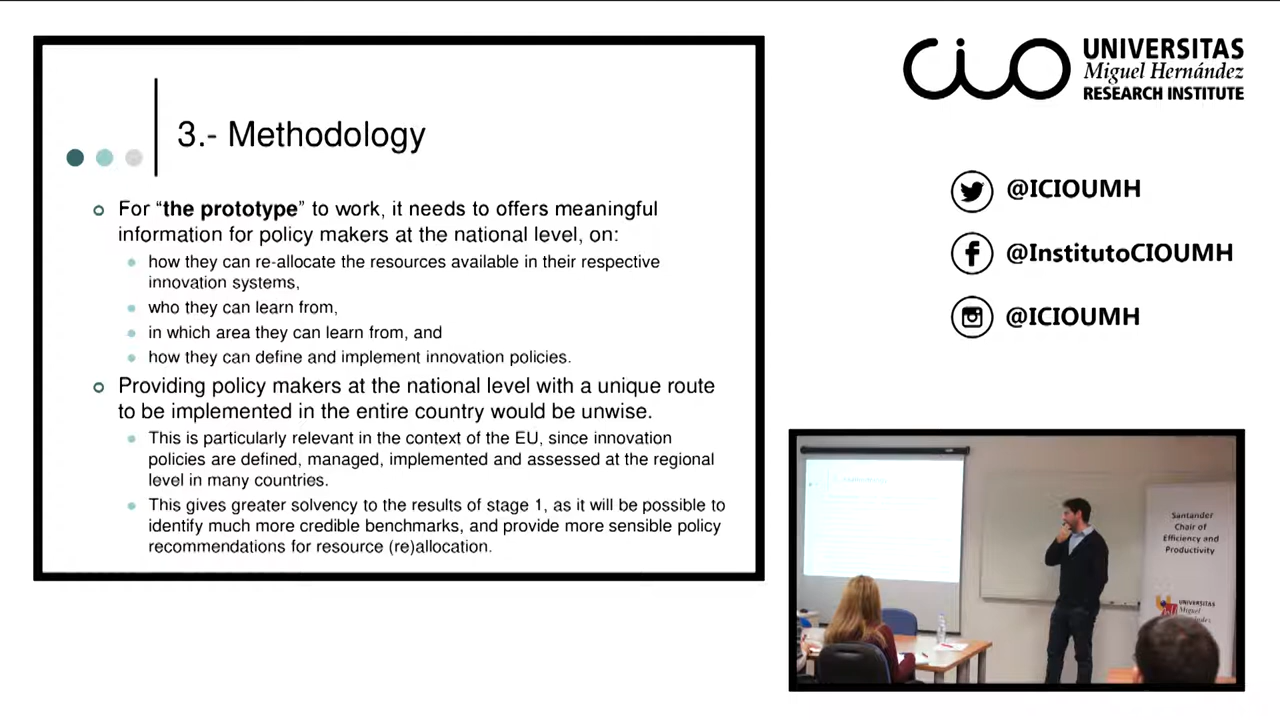 3.- Methodology
For “the prototype” to work, it needs to offers meaningful
information for policy makers at the national level, on:
how they can re-allocate the resources available in their respective
innovation systems,
who they can learn from,
in which area they can learn from, and
how they can define and implement innovation policies.
Providing policy makers at the national level with a unique route
to be implemented in the entire country would be unwise.
This is particularly relevant in the context of the EU, since innovation
policies are defined, managed, implemented and assessed at the regional
level in many countries.
This gives greater solvency to the results of stage 1, as it will be possible to
identify much more credible benchmarks, and provide more sensible policy
recommendations for resource (re)allocation.
cio
UNIVERSITAS
Miguel Hernández
RESEARCH INSTITUTE
@ICIOUMH
@InstitutoCIOUMH
@ICIOUMH
Santander
Chair of
Efficiency and
Productivity
UNIVERSITAS
Miguel